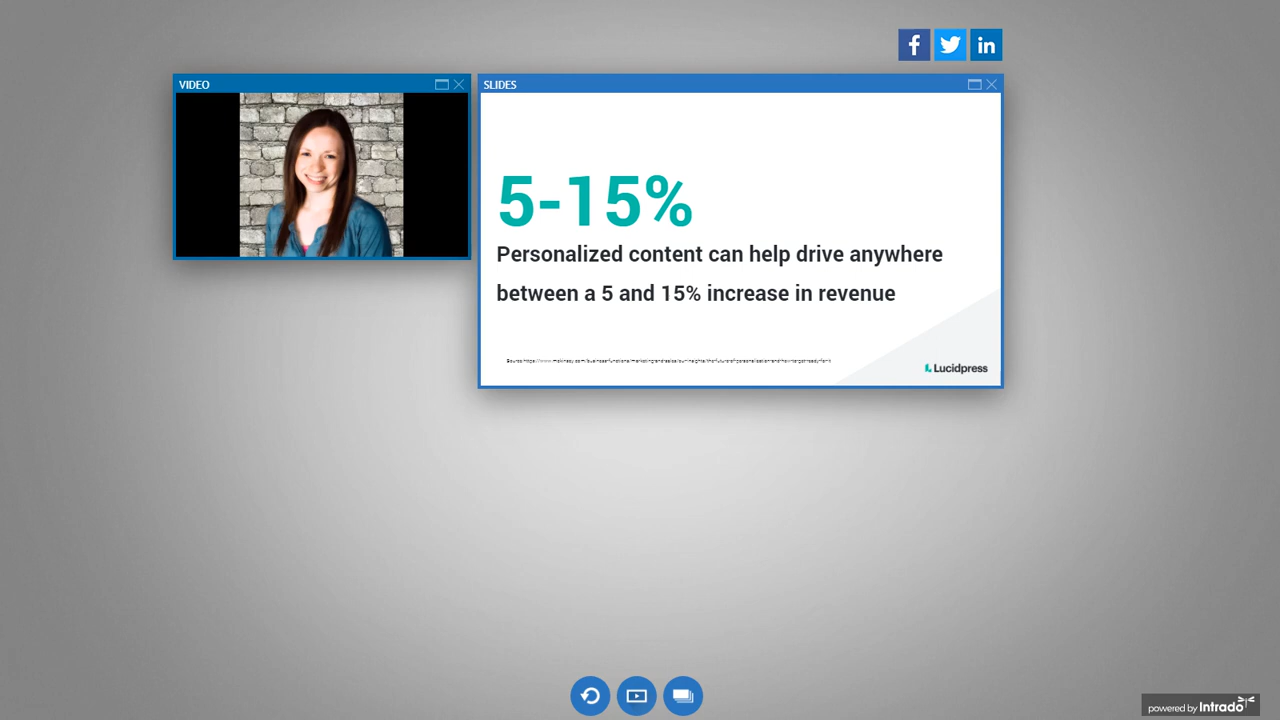 VIDEO
SLIDES
5-15%
Personalized content can help drive anywhere
between a 5 and 15% increase in revenue
Lucidpress
powered by Intrado